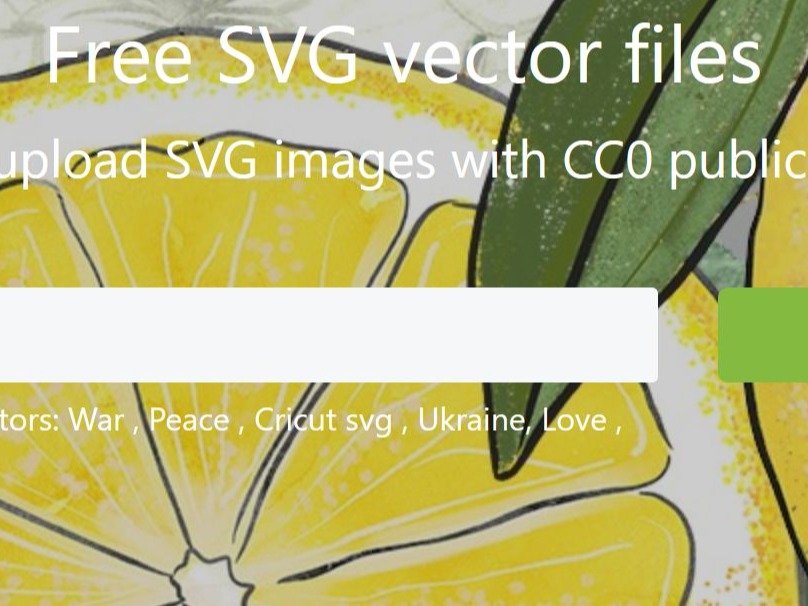 Free SVG vector files
upload SVG images with CC0 public
tors: War , Peace , Cricut svg , Ukraine, Love ,